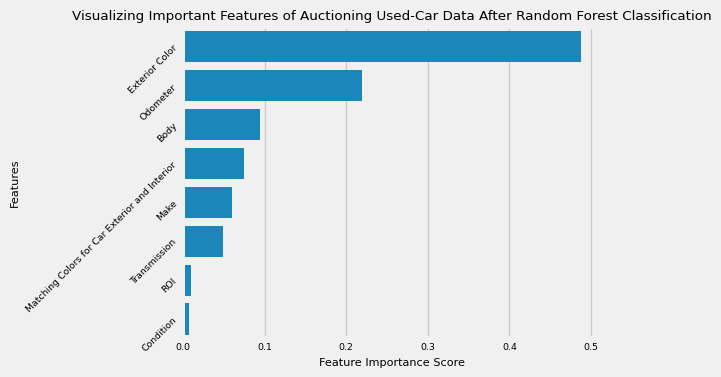 Visualizing Important Features of Auctioning Used-Car Data After Random Forest Classification
Features
Exterior Color
Odometer
Body
Matching Colors for Car Exterior and Interior
Make
Transmission
ROI
Condition
0.0 0.1 0.2 0.3 0.4 0.5
Feature Importance Score